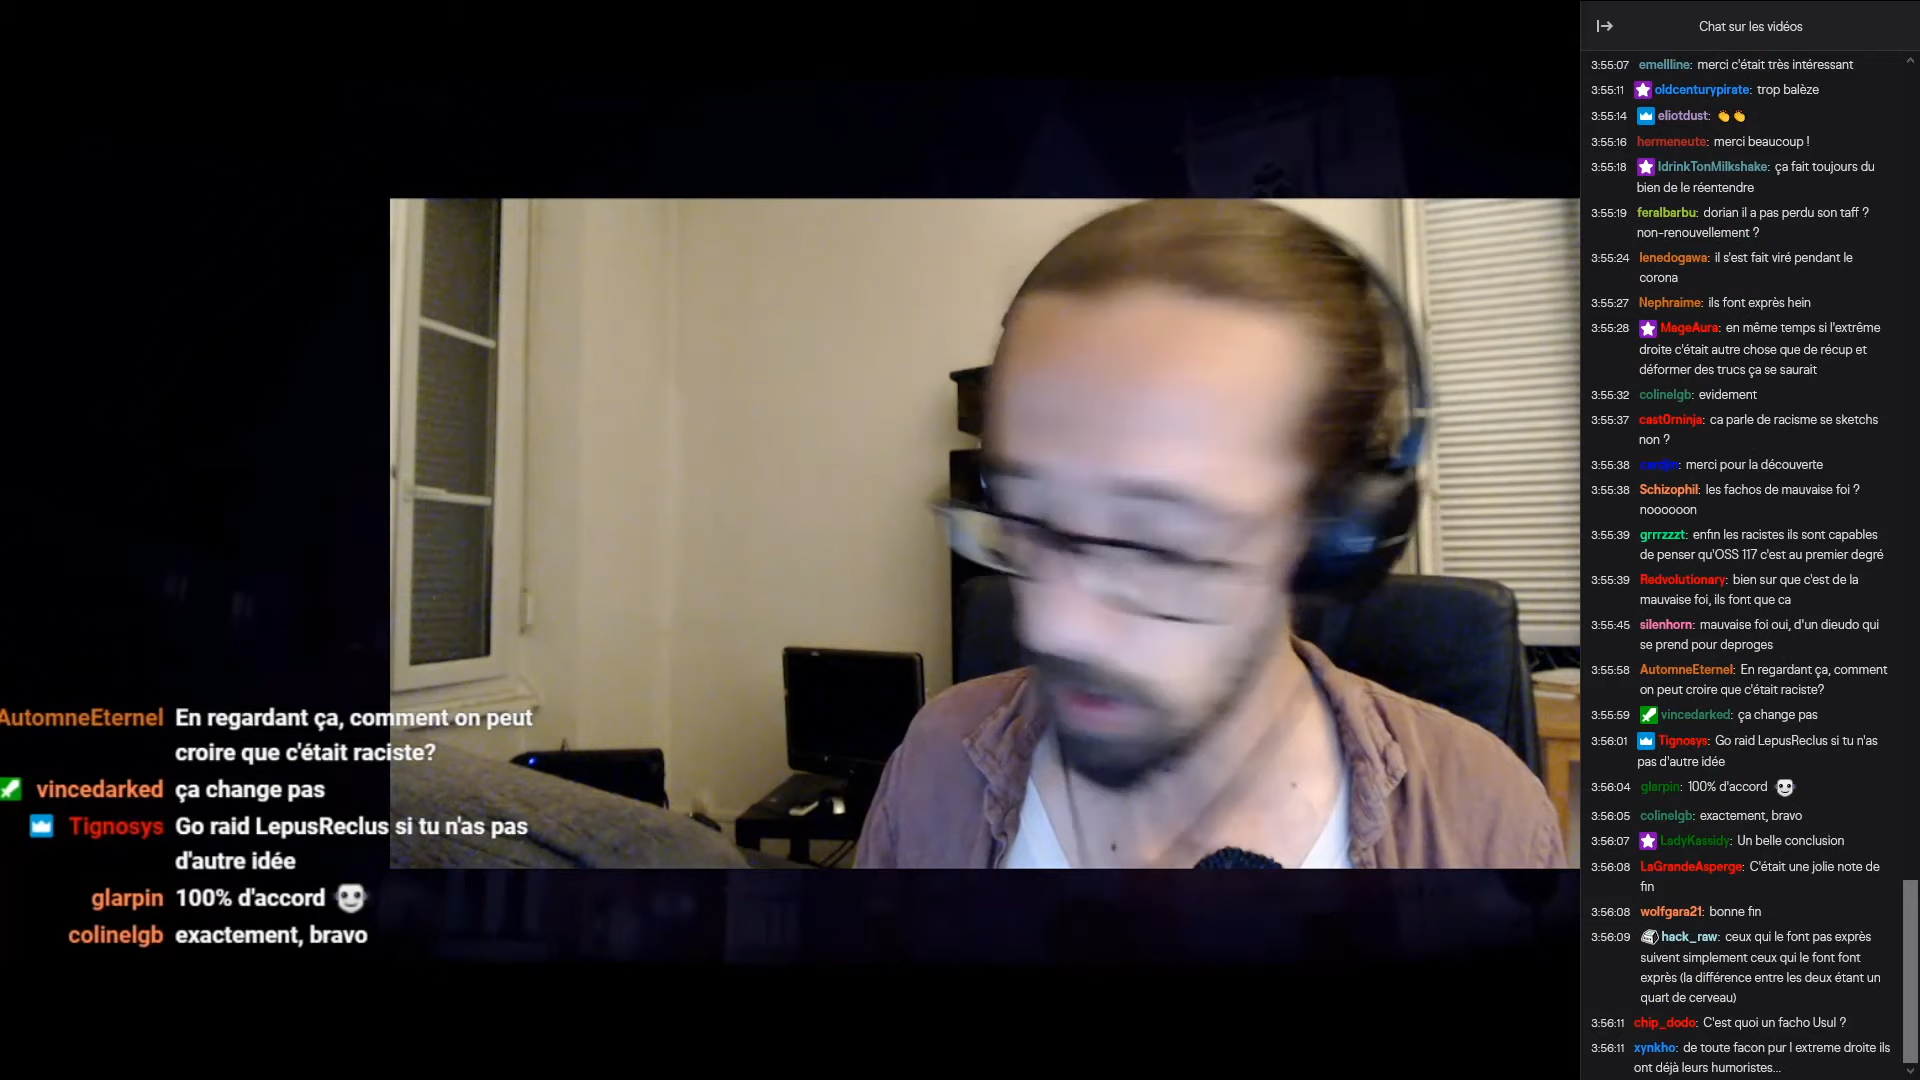 AutomneEternel En regardant ça, comment on peut
croire que c'était raciste?
vincedarked ça change pas
Tignosys Go raid LepusReclus si tu n'as pas
d'autre idée
glarpin 100% d'accord
colinelgb exactement, bravo
Chat sur les vidéos
3:55:07 emellline: merci c'était très intéressant
3:55:11 oldcenturypirate: trop balèze
3:55:14 eliotdust: 👏👏
3:55:16 hermeneute: merci beaucoup !
3:55:18 IdrinkTonMilkshake: ça fait toujours du
bien de le réentendre
3:55:19 feralbarbu: dorian il a pas perdu son taff ?
non-renouvellement ?
3:55:24 lenedogawa: il s'est fait viré pendant le
corona
3:55:27 Nephraime: ils font exprès hein
3:55:28 MageAura: en même temps si l'extrême
droite c'était autre chose que de récup et
déformer des trucs ça se saurait
3:55:32 colinelgb: evidement
3:55:37 cast0rninja: ca parle de racisme se sketchs
non ?
3:55:38 : merci pour la découverte
3:55:38 Schizophil: les fachos de mauvaise foi ?
noooooon
3:55:39 grrrzzzt: enfin les racistes ils sont capables
de penser qu'OSS 117 c'est au premier degré
3:55:39 Redvolutionary: bien sur que c'est de la
mauvaise foi, ils font que ca
3:55:45 silenhorn: mauvaise foi oui, d'un dieudo qui
se prend pour deproges
3:55:58 AutomneEternel: En regardant ça, comment
on peut croire que c'était raciste?
3:55:59 vincedarked: ça change pas
3:56:01 Tignosys: Go raid LepusReclus si tu n'as
pas d'autre idée
3:56:04 glarpin: 100% d'accord
3:56:05 colinelgb: exactement, bravo
3:56:07 LadyKassidy: Un belle conclusion
3:56:08 LaGrandeAsperge: C'était une jolie note de
fin
3:56:08 wolfgara21: bonne fin
3:56:09 hack_raw: ceux qui le font pas exprès
suivent simplement ceux qui le font font
exprès (la différence entre les deux étant un
quart de cerveau)
3:56:11 chip_dodo: C'est quoi un facho Usul ?
3:56:11 xynkho: de toute facon pur l extreme droite ils
ont déjà leurs humoristes...